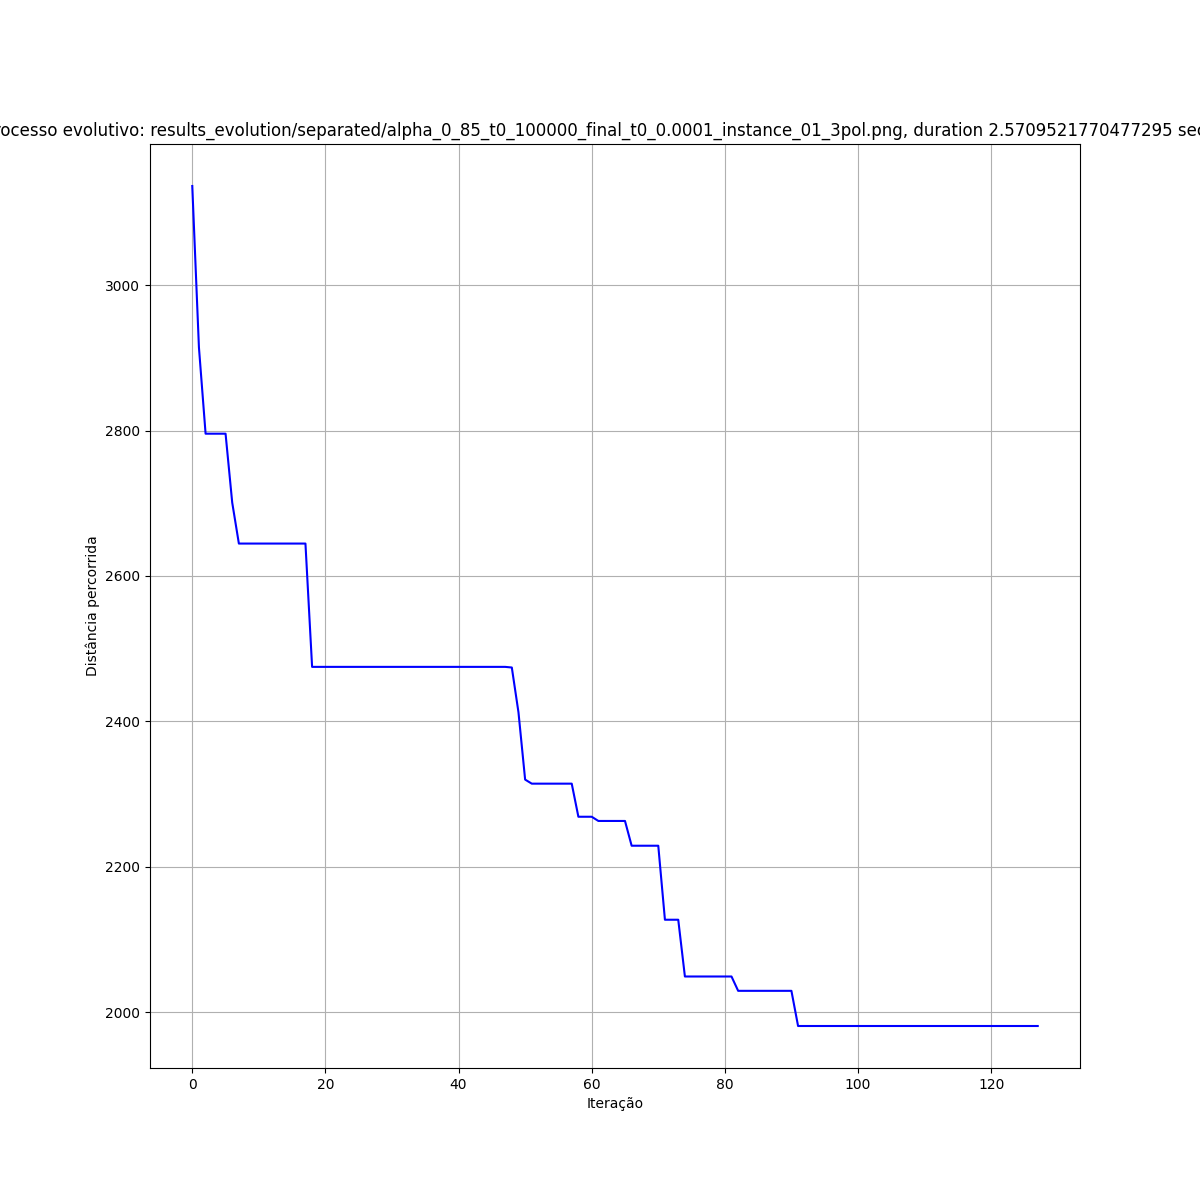 ocesso evolutivo: results_evolution/separated/alpha_0_85_t0_100000_final_t0_0.0001_instance_01_3pol.png, duration 2.5709521770477295 sec
3000
2800
2600
2400
2200
2000
Distância percorrida
0 20 40 60 80 100 120
Iteração